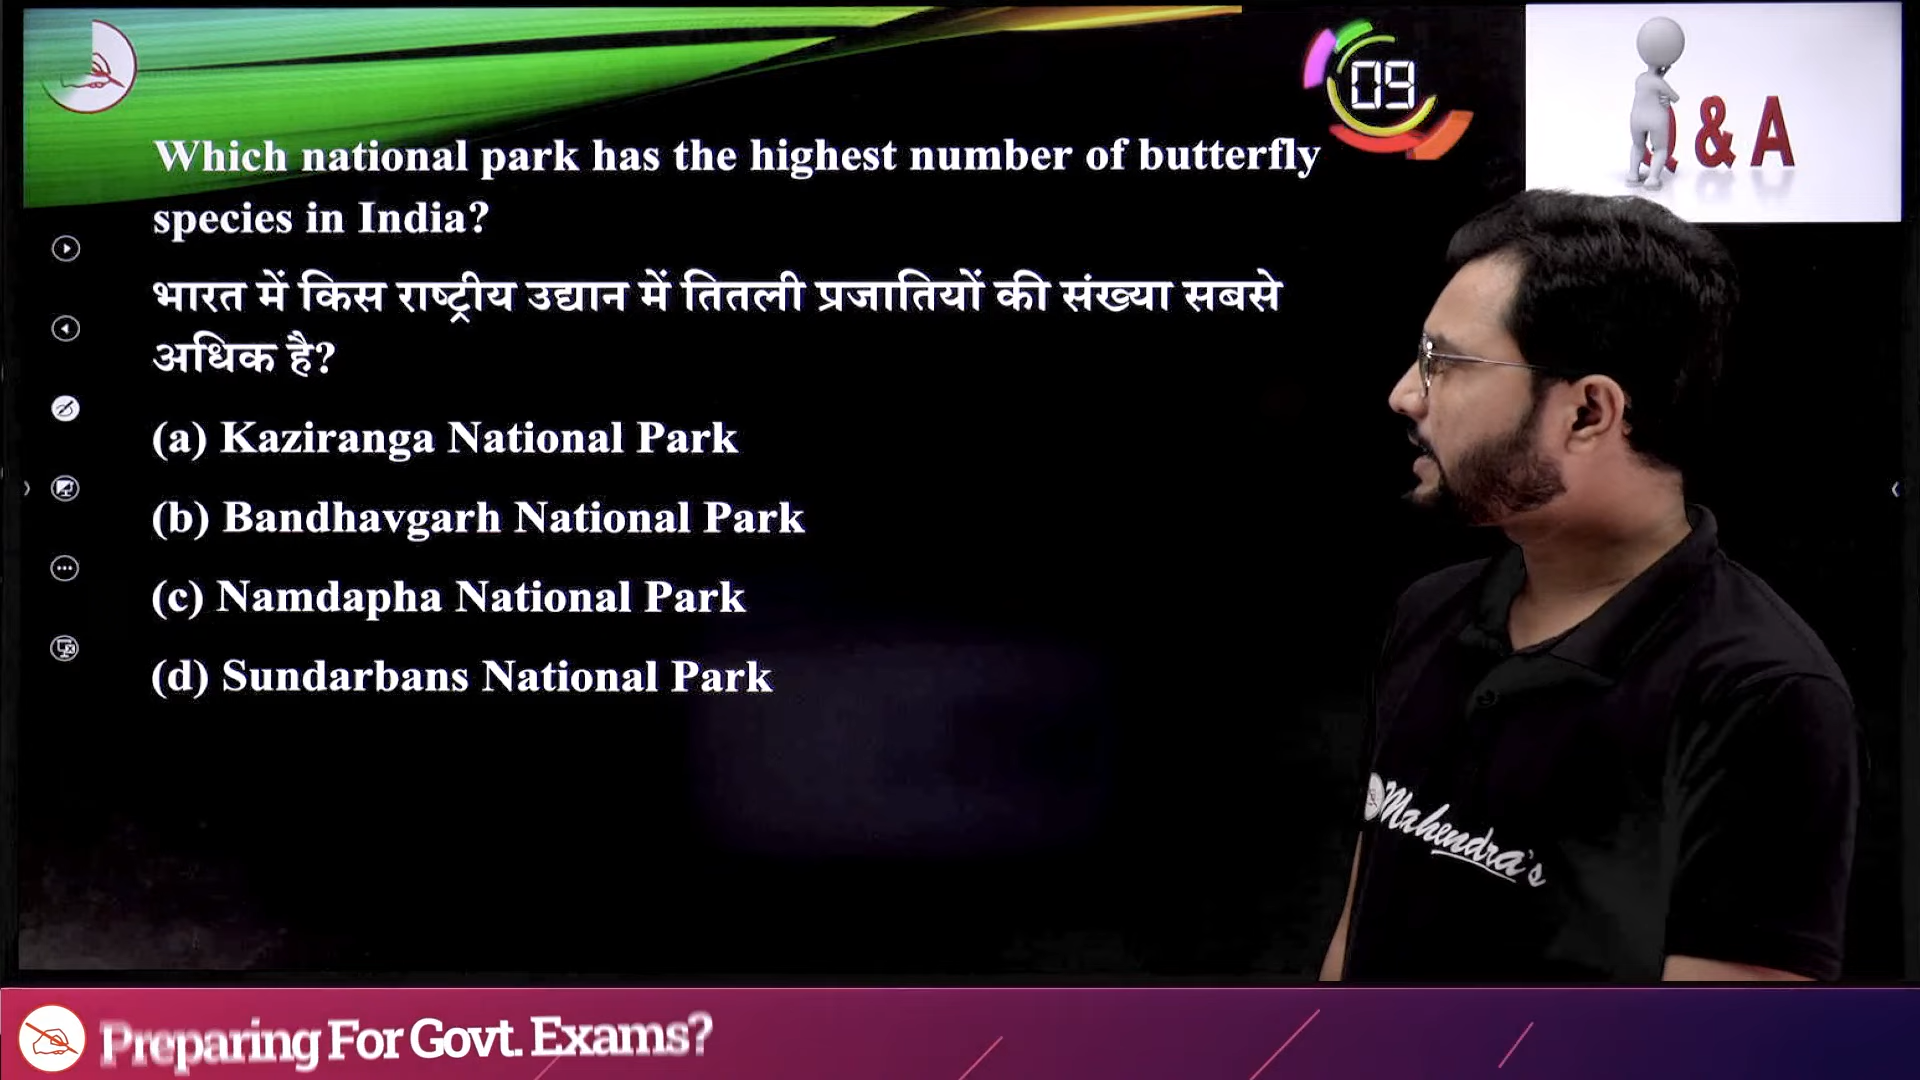 09
& A
Which national park has the highest number of butterfly
species in India?
भारत में किस राष्ट्रीय उद्यान में तितली प्रजातियों की संख्या सबसे
अधिक है?
(a) Kaziranga National Park
(b) Bandhavgarh National Park
(c) Namdapha National Park
(d) Sundarbans National Park
Mahendra's
Preparing For Govt. Exams?